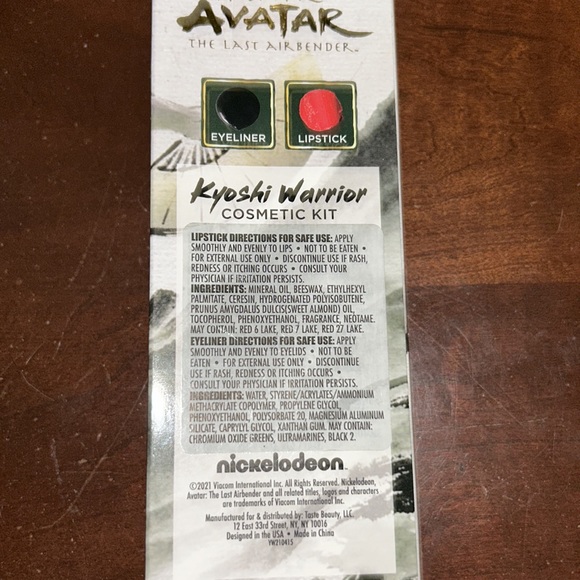 AVATAR
THE LAST AIRBENDER™
EYELINER
LIPSTICK
Kyoshi Warrior
COSMETIC KIT
LIPSTICK DIRECTIONS FOR SAFE USE: APPLY
SMOOTHLY AND EVENLY TO LIPS • NOT TO BE EATEN •
FOR EXTERNAL USE ONLY • DISCONTINUE USE IF RASH,
REDNESS OR ITCHING OCCURS • CONSULT YOUR
PHYSICIAN IF IRRITATION PERSISTS.
INGREDIENTS: MINERAL OIL, BEESWAX, ETHYLHEXYL
PALMITATE, CERESIN, HYDROGENATED POLYISOBUTENE,
PRUNUS AMYGDALUS DULCIS(SWEET ALMOND) OIL,
TOCOPHEROL, PHENOXYETHANOL, FRAGRANCE, NEOTAME.
MAY CONTAIN: RED 6 LAKE, RED 7 LAKE, RED 27 LAKE.
EYELINER DIRECTIONS FOR SAFE USE: APPLY
SMOOTHLY AND EVENLY TO EYELIDS • NOT TO BE
EATEN • FOR EXTERNAL USE ONLY • DISCONTINUE
USE IF RASH, REDNESS OR ITCHING OCCURS •
CONSULT YOUR PHYSICIAN IF IRRITATION PERSISTS.
INGREDIENTS: WATER, STYRENE/ACRYLATES/AMMONIUM
METHACRYLATE COPOLYMER, PROPYLENE GLYCOL,
PHENOXYETHANOL, POLYSORBATE 20, MAGNESIUM ALUMINUM
SILICATE, CAPRYLYL GLYCOL, XANTHAN GUM. MAY CONTAIN:
CHROMIUM OXIDE GREENS, ULTRAMARINES, BLACK 2.
nickelodeon™
©2021 Viacom International Inc. All Rights Reserved. Nickelodeon,
Avatar: The Last Airbender and all related titles, logos and characters
are trademarks of Viacom International Inc.
Manufactured for & distributed by: Taste Beauty, LLC.
12 East 33rd Street, NY, NY 10016
Designed in the USA • Made in China
YW210415